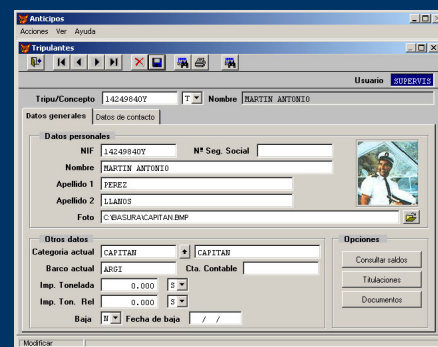 Anticipos
Acciones Ver Ayuda
Tripulantes
Usuario SUPERVIS
Tripu/Concepto 14249840Y T Nombre MARTIN ANTONIO
Datos generales Datos de contacto
Datos personales
NIF 14249840Y Nª Seg. Social
Nombre MARTIN ANTONIO
Apellido 1 PEREZ
Apellido 2 LLANOS
Foto C:\BASURA\CAPITAN.BMP
Otros datos Opciones
Categoria actual CAPITAN + CAPITAN
Consultar saldos
Barco actual ARGI Cta. Contable
Imp. Tonelada 0.000 S
Titulaciones
Imp. Ton. Rel 0.000 S
Documentos
Baja N Fecha de baja / /
Modificar